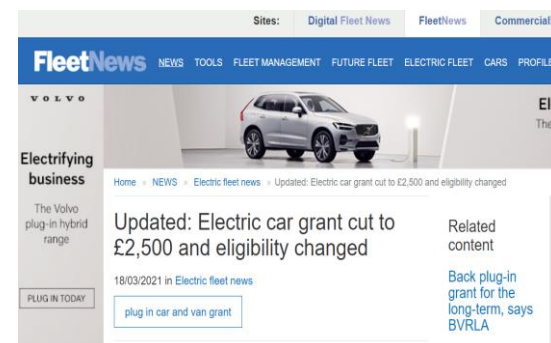 Sites: Digital Fleet News FleetNews Commercial
FleetNews NEWS TOOLS FLEET MANAGEMENT FUTURE FLEET ELECTRIC FLEET CARS PROFILE
VOLVO
Electrifying
business
The Volvo
plug-in hybrid
range
PLUG IN TODAY
El
The
Home » NEWS » Electric fleet news » Updated: Electric car grant cut to £2,500 and eligibility changed
Updated: Electric car grant cut to
£2,500 and eligibility changed
18/03/2021 in Electric fleet news
plug in car and van grant
Related
content
Back plug-in
grant for the
long-term, says
BVRLA